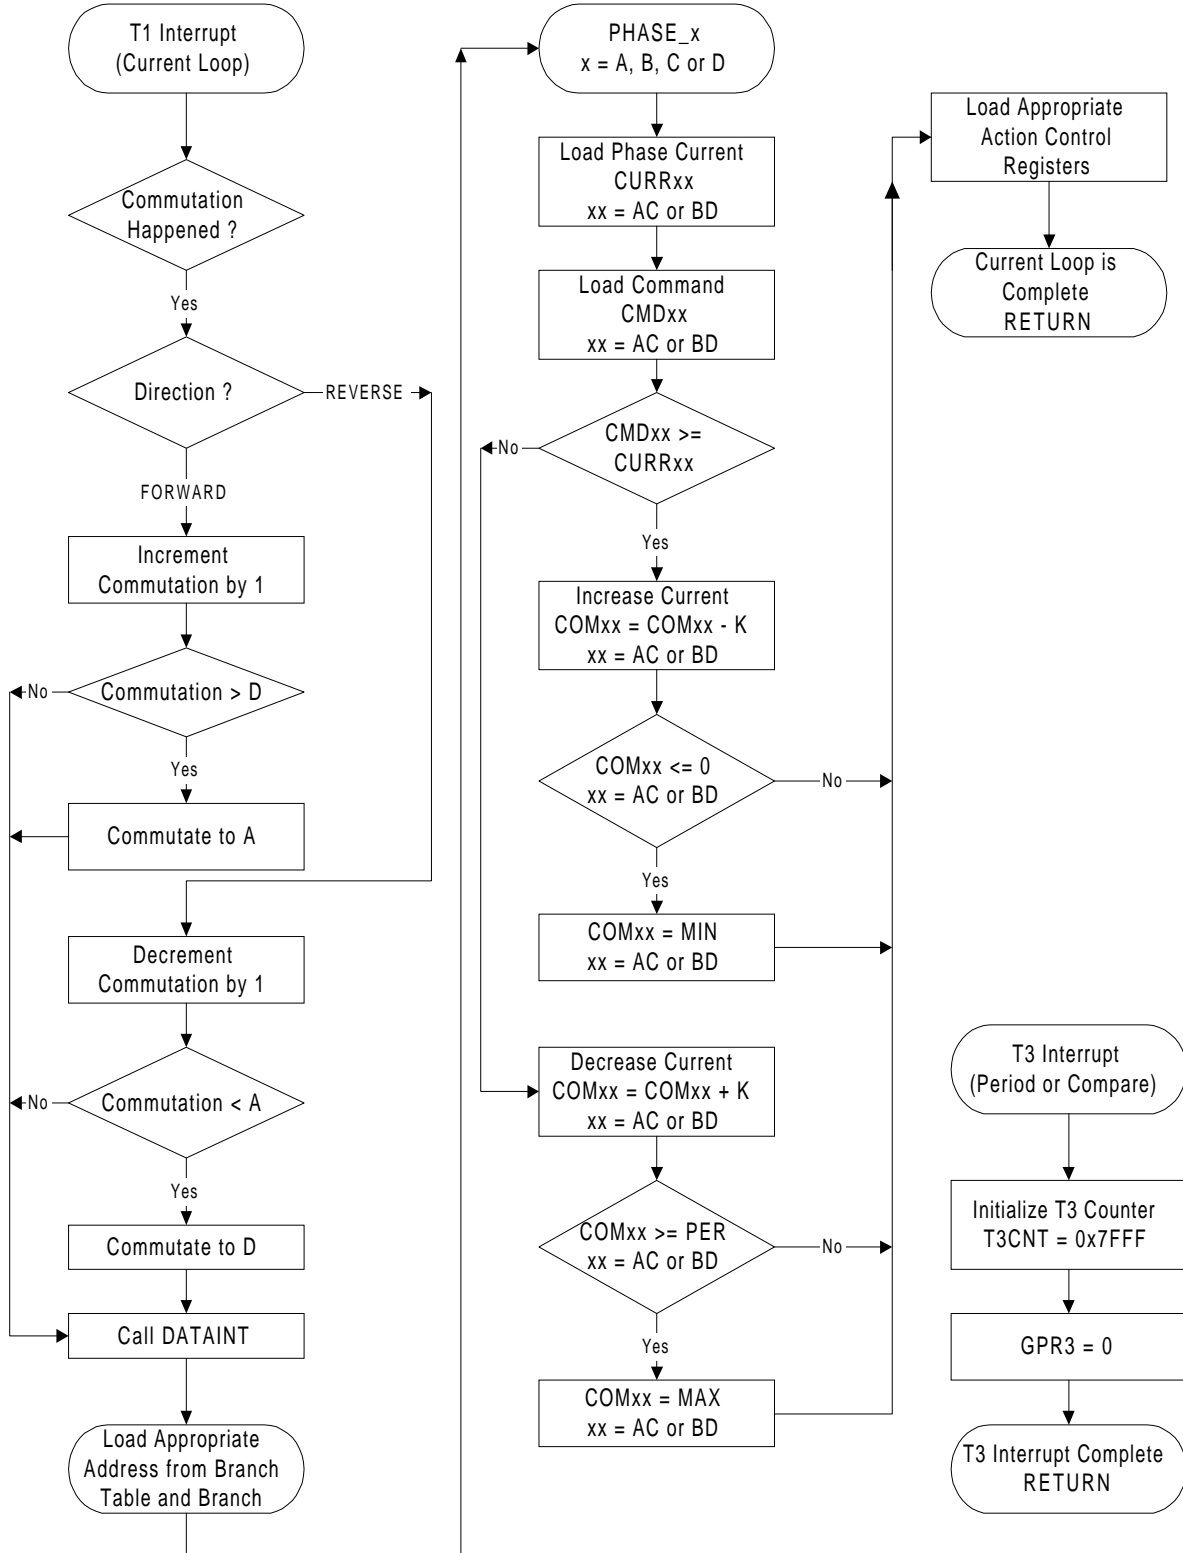 T1 Interrupt
(Current Loop)
Commutation
Happened ?
Yes
Direction ?
REVERSE
FORWARD
Increment
Commutation by 1
Commutation > D
No
Yes
Commutate to A
Decrement
Commutation by 1
Commutation < A
No
Yes
Commutate to D
Call DATAINT
Load Appropriate
Address from Branch
Table and Branch
PHASE_x
x = A, B, C or D
Load Phase Current
CURRxx
xx = AC or BD
Load Command
CMDxx
xx = AC or BD
CMDxx >=
CURRxx
No
Yes
Increase Current
COMxx = COMxx - K
xx = AC or BD
COMxx <= 0
xx = AC or BD
No
Yes
COMxx = MIN
xx = AC or BD
Decrease Current
COMxx = COMxx + K
xx = AC or BD
COMxx >= PER
xx = AC or BD
No
Yes
COMxx = MAX
xx = AC or BD
Load Appropriate
Action Control
Registers
Current Loop is
Complete
RETURN
T3 Interrupt
(Period or Compare)
Initialize T3 Counter
T3CNT = 0x7FFF
GPR3 = 0
T3 Interrupt Complete
RETURN